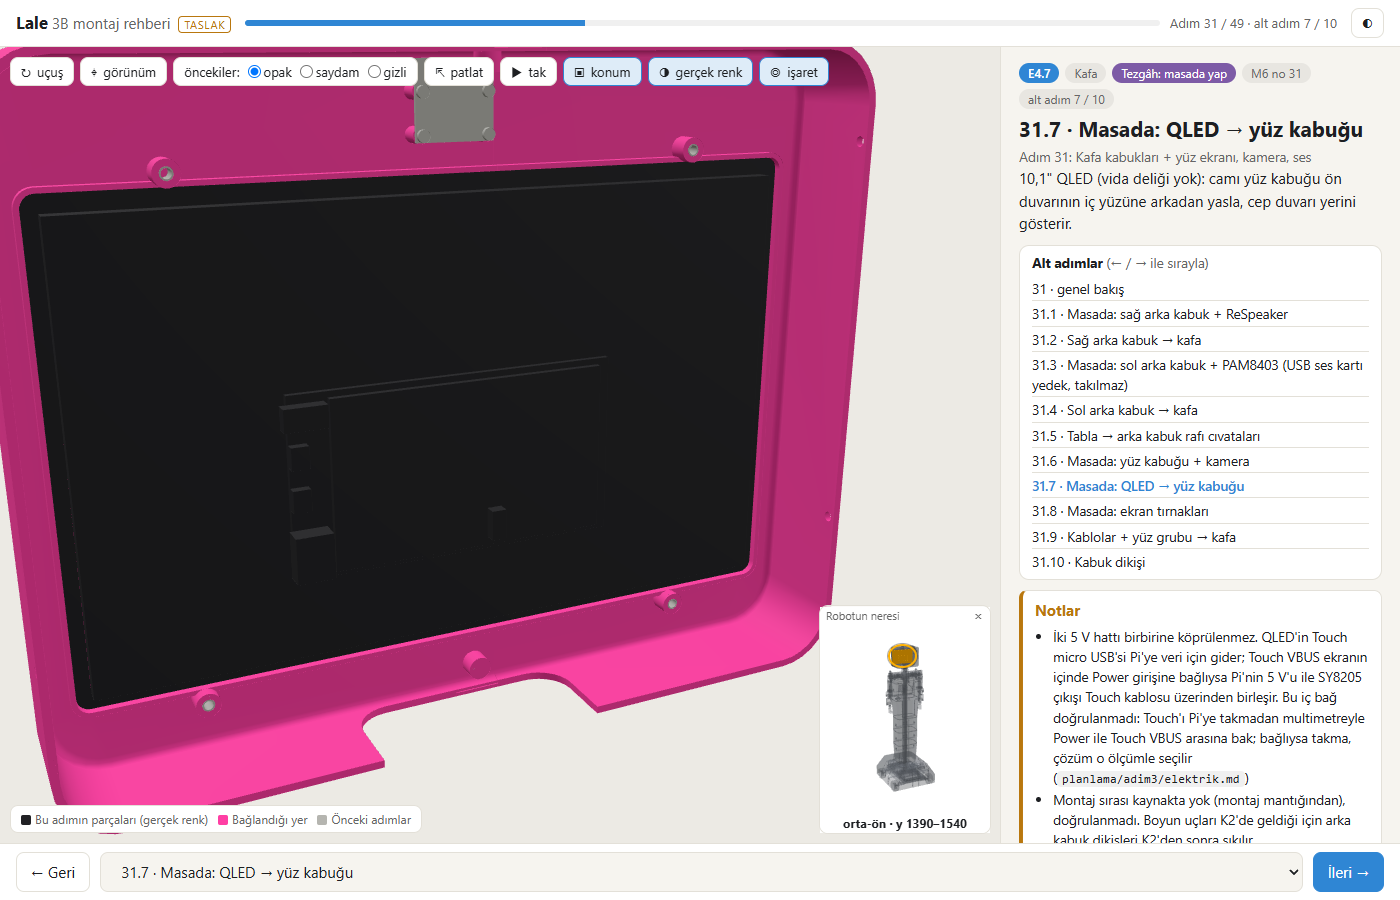 Lale 3B montaj rehberi TASLAK
Adım 31 / 49 · alt adım 7 / 10
↻ uçuş
⌖ görünüm
öncekiler: opak saydam gizli
⇱ patlat
▶ tak
▣ konum
◑ gerçek renk
◎ işaret
E4.7 Kafa Tezgâh: masada yap M6 no 31
alt adım 7 / 10
31.7 · Masada: QLED → yüz kabuğu
Adım 31: Kafa kabukları + yüz ekranı, kamera, ses
10,1" QLED (vida deliği yok): camı yüz kabuğu ön
duvarının iç yüzüne arkadan yasla, cep duvarı yerini
gösterir.
Alt adımlar (← / → ile sırayla)
31 · genel bakış
31.1 · Masada: sağ arka kabuk + ReSpeaker
31.2 · Sağ arka kabuk → kafa
31.3 · Masada: sol arka kabuk + PAM8403 (USB ses kartı
yedek, takılmaz)
31.4 · Sol arka kabuk → kafa
31.5 · Tabla → arka kabuk rafı cıvataları
31.6 · Masada: yüz kabuğu + kamera
31.7 · Masada: QLED → yüz kabuğu
31.8 · Masada: ekran tırnakları
31.9 · Kablolar + yüz grubu → kafa
31.10 · Kabuk dikişi
Notlar
• İki 5 V hattı birbirine köprülenmez. QLED'in Touch
micro USB'si Pi'ye veri için gider; Touch VBUS ekranın
içinde Power girişine bağlıysa Pi'nin 5 V'u ile SY8205
çıkışı Touch kablosu üzerinden birleşir. Bu iç bağ
doğrulanmadı: Touch'ı Pi'ye takmadan multimetreyle
Power ile Touch VBUS arasına bak; bağlıysa takma,
çözüm o ölçümle seçilir
(planlama/adim3/elektrik.md)
• Montaj sırası kaynakta yok (montaj mantığından),
doğrulanmadı. Boyun uçları K2'de geldiği için arka
kabuk dikişleri K2'den sonra sıkılır
Robotun neresi ×
orta-ön · y 1390–1540
Bu adımın parçaları (gerçek renk) Bağlandığı yer Önceki adımlar
← Geri
31.7 · Masada: QLED → yüz kabuğu
İleri →